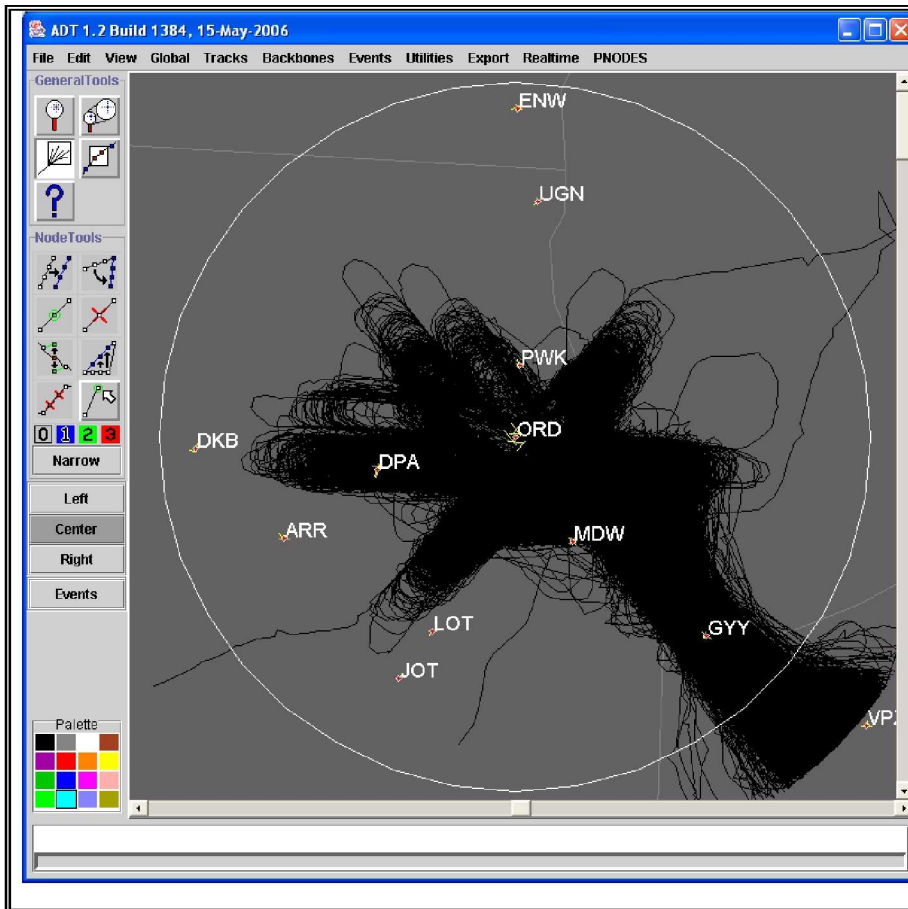 ADT 1.2 Build 1384, 15-May-2006
File Edit View Global Tracks Backbones Events Utilities Export Realtime PNODES
GeneralTools
?
NodeTools
0 1 2 3
Narrow
Left
Center
Right
Events
Palette
ENW
UGN
PWK
ORD
DKB
DPA
ARR
MDW
LOT
GYY
JOT